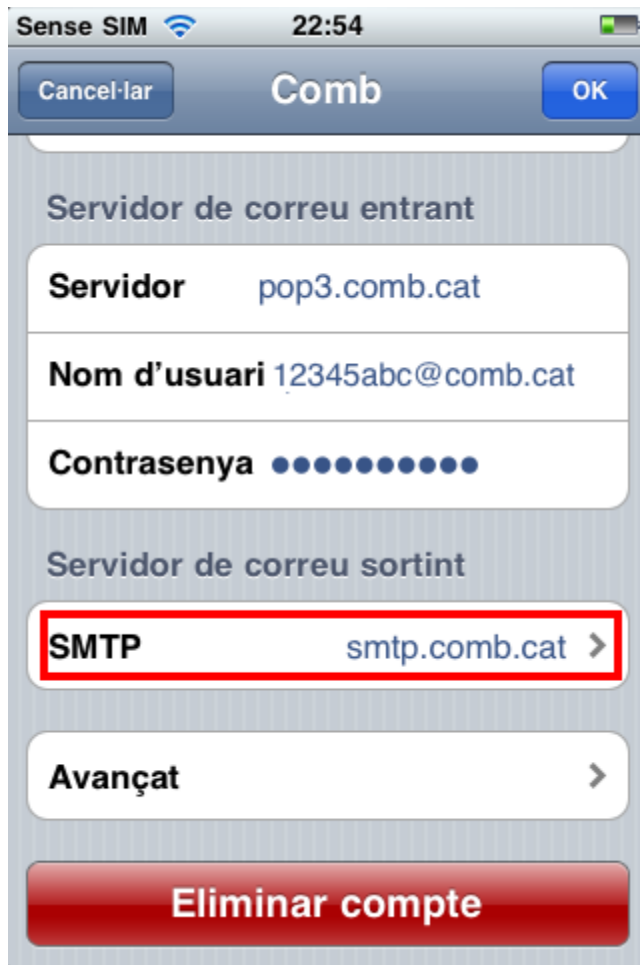 Sense SIM 22:54
Cancel·lar Comb OK
Servidor de correu entrant
Servidor pop3.comb.cat
Nom d'usuari 12345abc@comb.cat
Contrasenya ●●●●●●●●●●
Servidor de correu sortint
SMTP smtp.comb.cat
Avançat
Eliminar compte